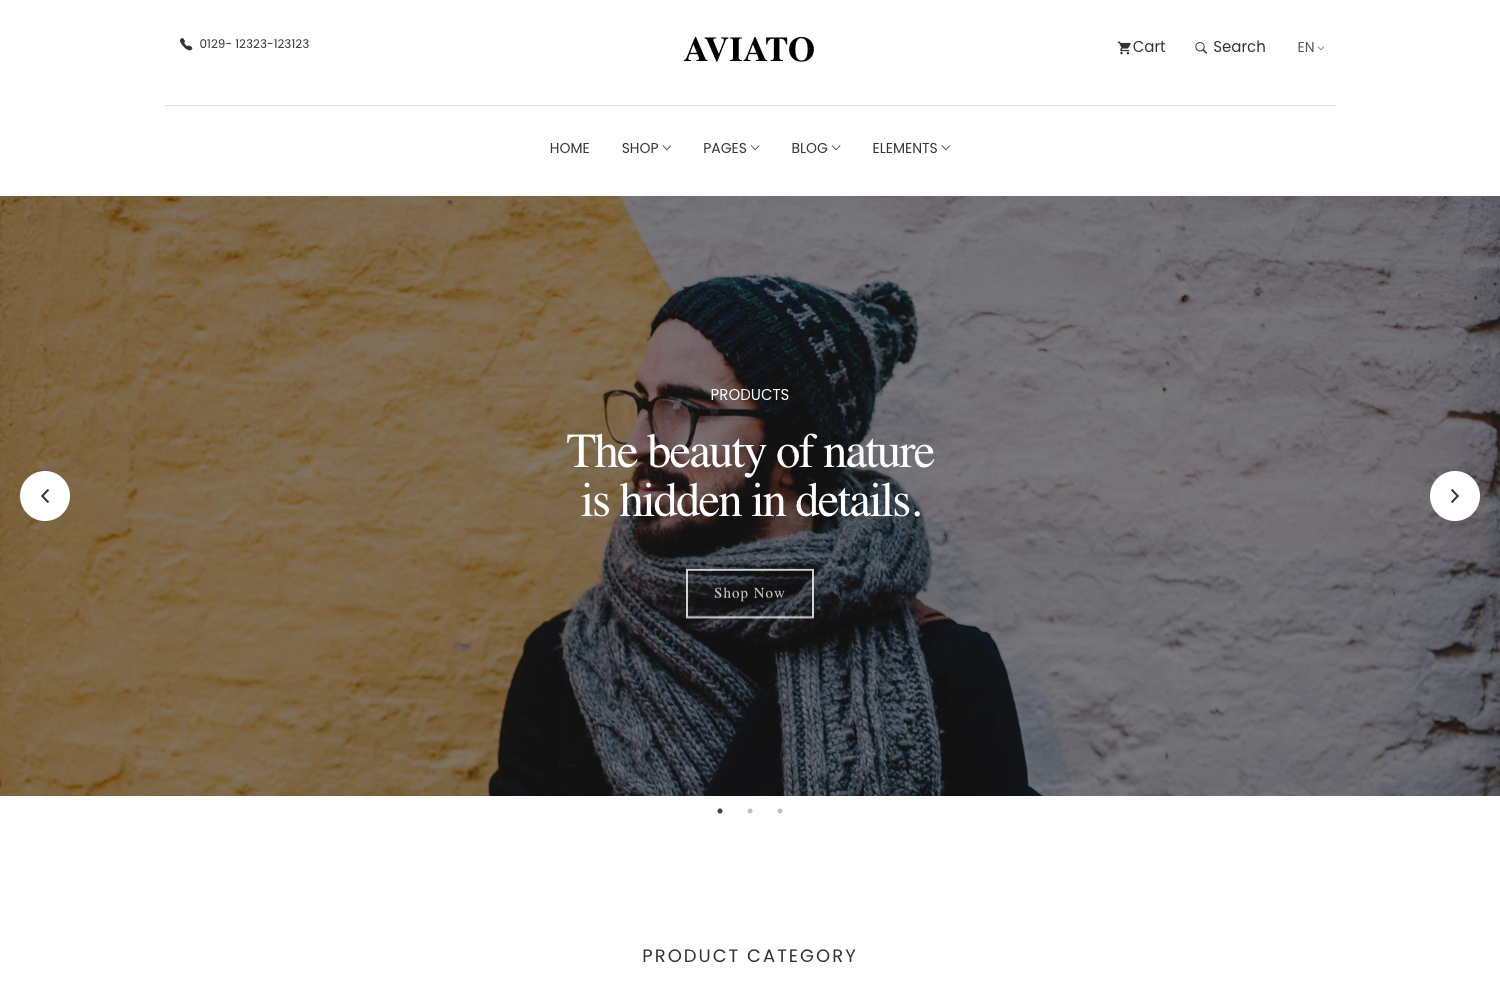 0129- 12323-123123
AVIATO
Cart
Search
EN
HOME
SHOP
PAGES
BLOG
ELEMENTS
PRODUCTS
The beauty of nature
is hidden in details.
Shop Now
PRODUCT CATEGORY